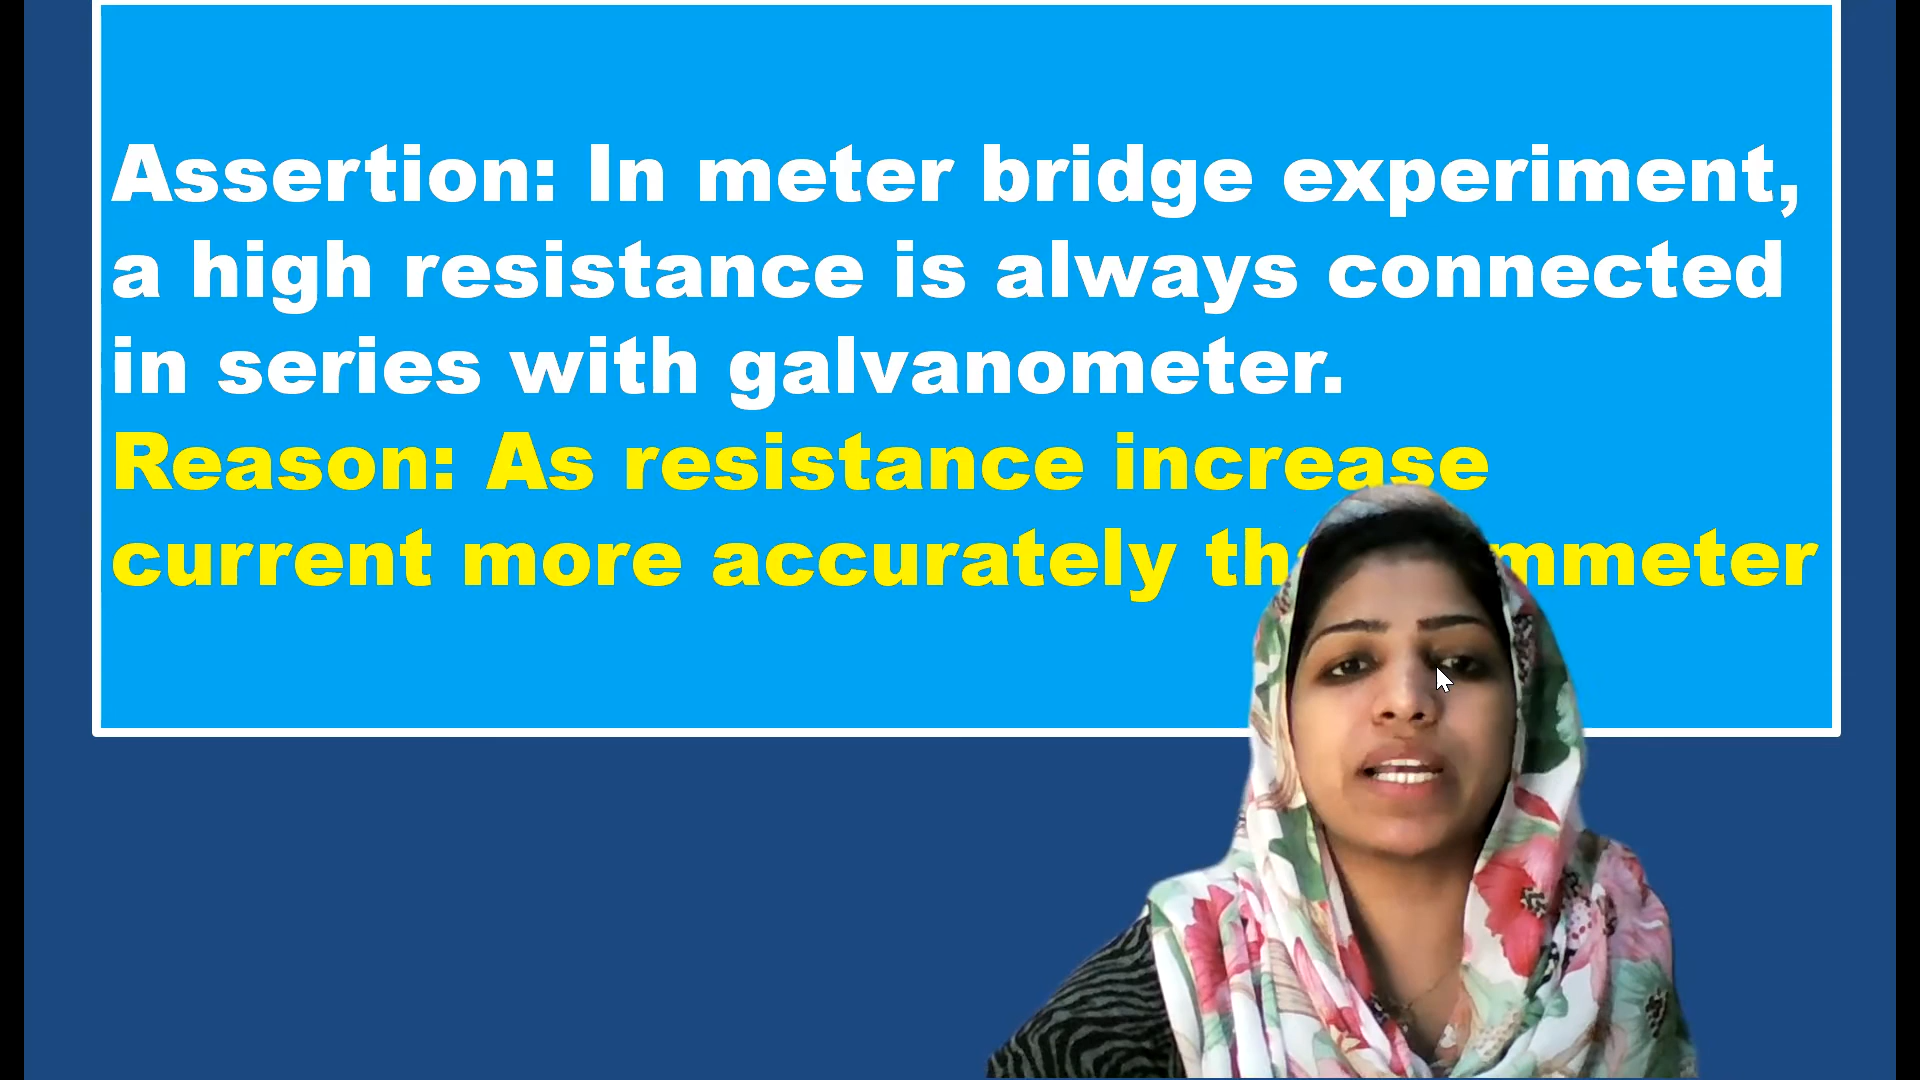 Assertion: In meter bridge experiment,
a high resistance is always connected
in series with galvanometer.
Reason: As resistance increase
current more accurately